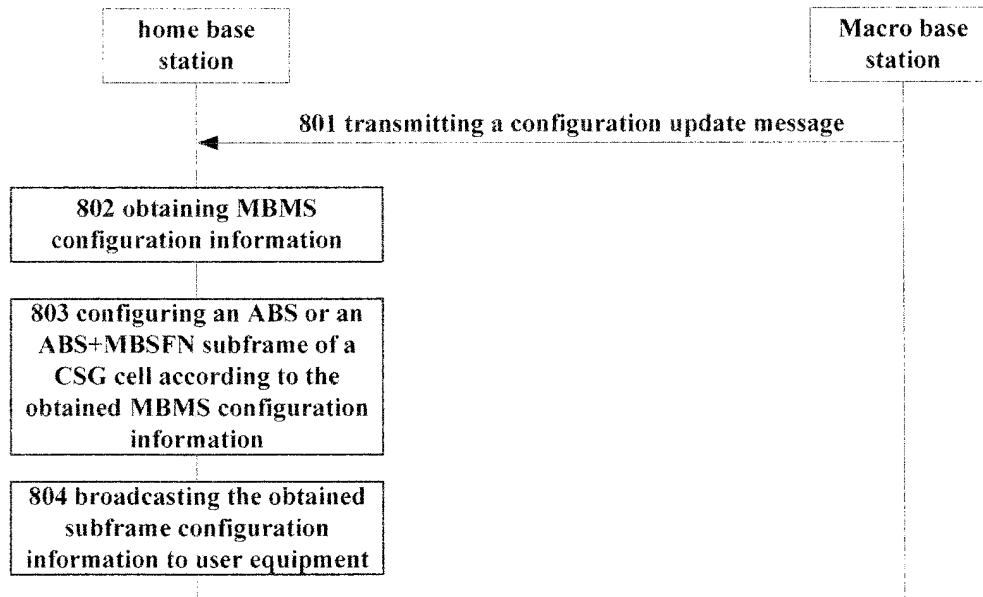 home base
station
Macro base
station
801 transmitting a configuration update message
802 obtaining MBMS
configuration information
803 configuring an ABS or an
ABS+MBSFN subframe of a
CSG cell according to the
obtained MBMS configuration
information
804 broadcasting the obtained
subframe configuration
information to user equipment